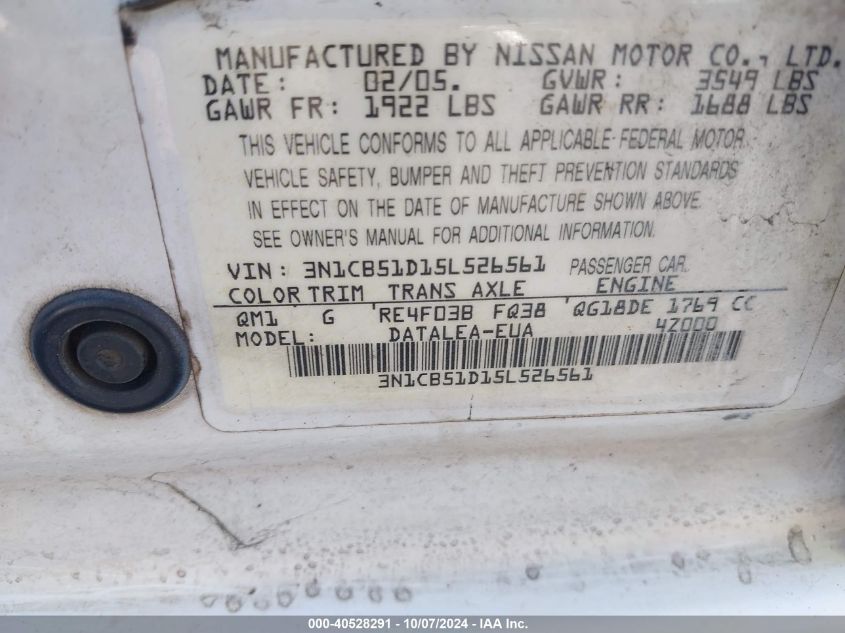 MANUFACTURED BY NISSAN MOTOR CO., LTD.
DATE: 02/05. GVWR: 3549 LBS
GAWR FR: 1922 LBS GAWR RR: 1688 LBS
THIS VEHICLE CONFORMS TO ALL APPLICABLE FEDERAL MOTOR
VEHICLE SAFETY, BUMPER AND THEFT PREVENTION STANDARDS
IN EFFECT ON THE DATE OF MANUFACTURE SHOWN ABOVE.
SEE OWNER'S MANUAL FOR ADDITIONAL INFORMATION.
VIN: 3N1CB51D15L526561 PASSENGER CAR
COLOR TRIM TRANS AXLE ENGINE
QM1 G RE4F03B FQ38 QG18DE 1769 CC
MODEL: DATALEA-EUA 4Z000
3N1CB51D15L526561
000-40528291 - 10/07/2024 - IAA Inc.